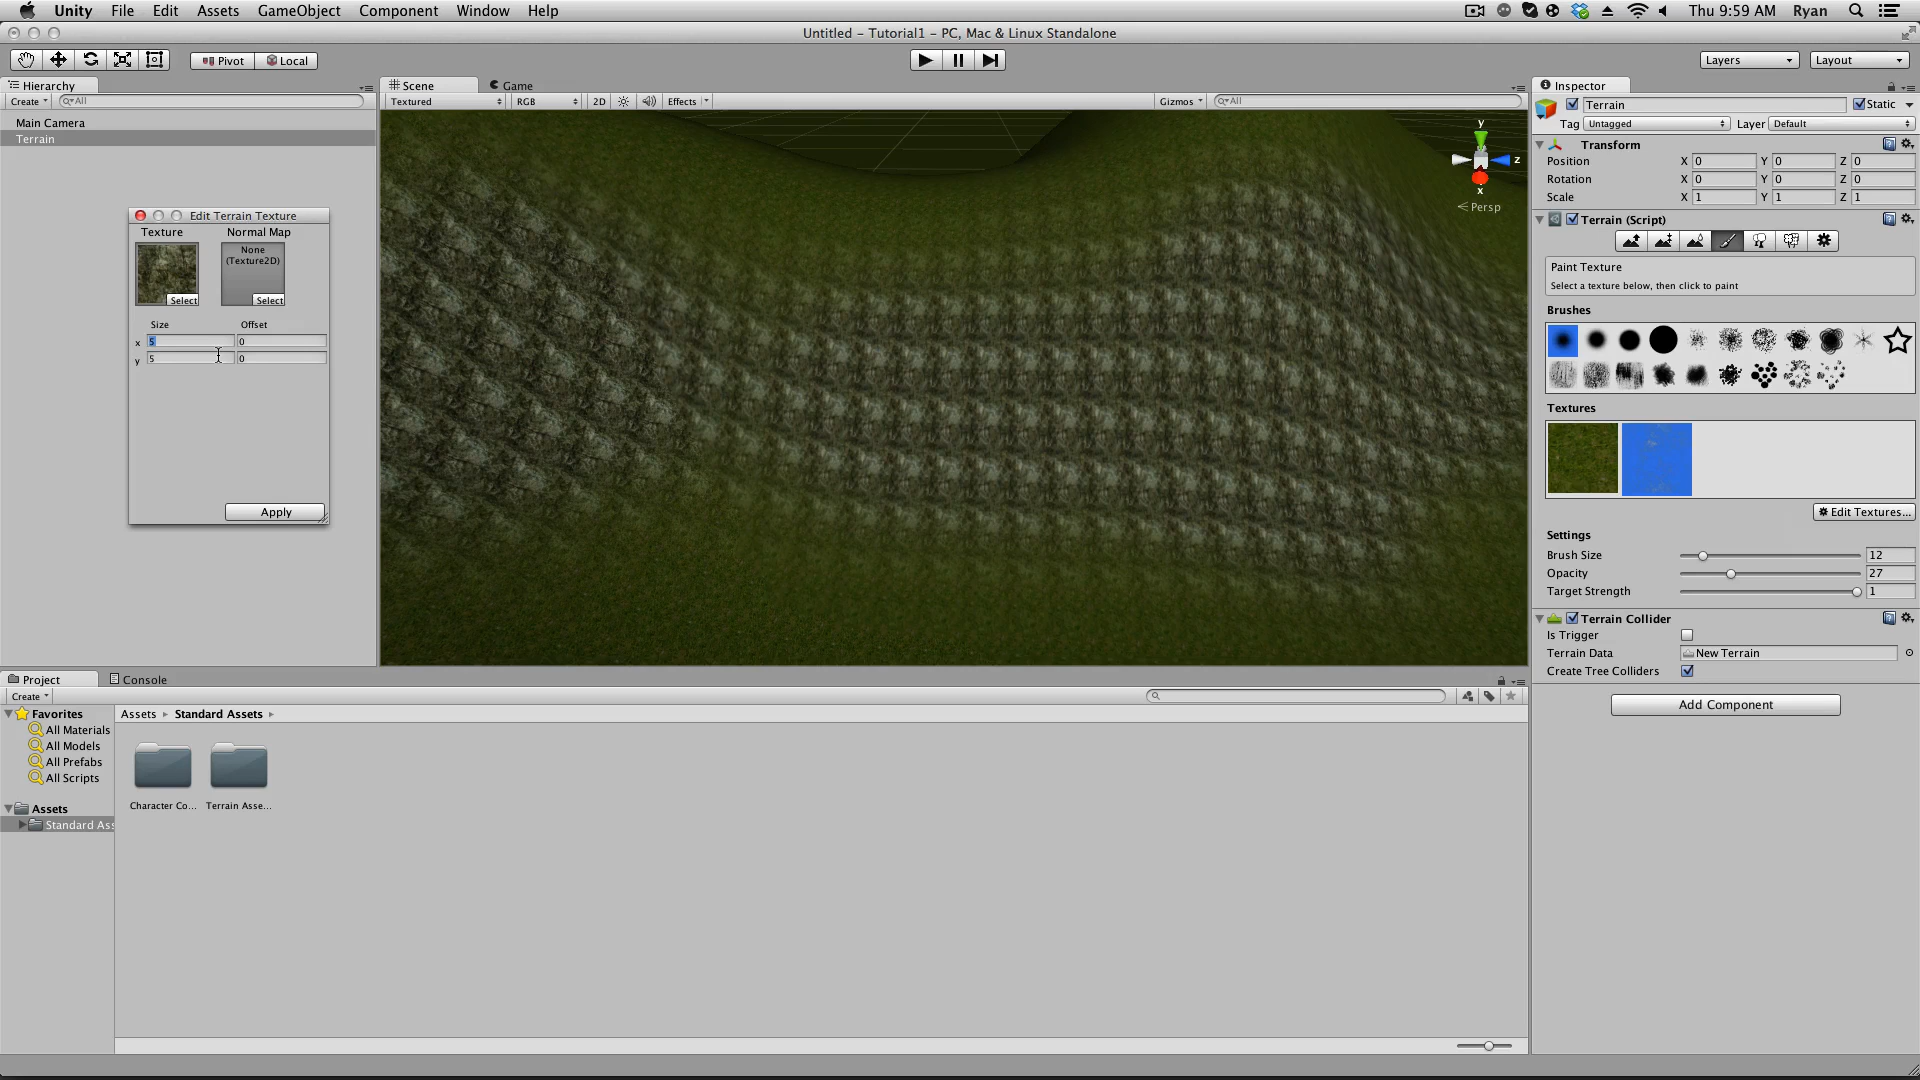 Unity File Edit Assets GameObject Component Window Help Thu 9:59 AM Ryan
Untitled – Tutorial1 – PC, Mac & Linux Standalone
Pivot Local Layers Layout
Hierarchy
Create All
Main Camera
Terrain
Edit Terrain Texture
Texture Normal Map
None
(Texture2D)
Select Select
Size Offset
x 5 0
y 5 0
Apply
Scene Game
Textured RGB 2D Effects Gizmos All
y
z
x
Persp
Inspector
Terrain Static
Tag Untagged Layer Default
Transform
Position X 0 Y 0 Z 0
Rotation X 0 Y 0 Z 0
Scale X 1 Y 1 Z 1
Terrain (Script)
Paint Texture
Select a texture below, then click to paint
Brushes
Textures
Edit Textures...
Settings
Brush Size 12
Opacity 27
Target Strength 1
Terrain Collider
Is Trigger
Terrain Data New Terrain
Create Tree Colliders
Add Component
Project Console
Create
Favorites
All Materials
All Models
All Prefabs
All Scripts
Assets
Standard Ass
Assets Standard Assets
Character Co... Terrain Asse...